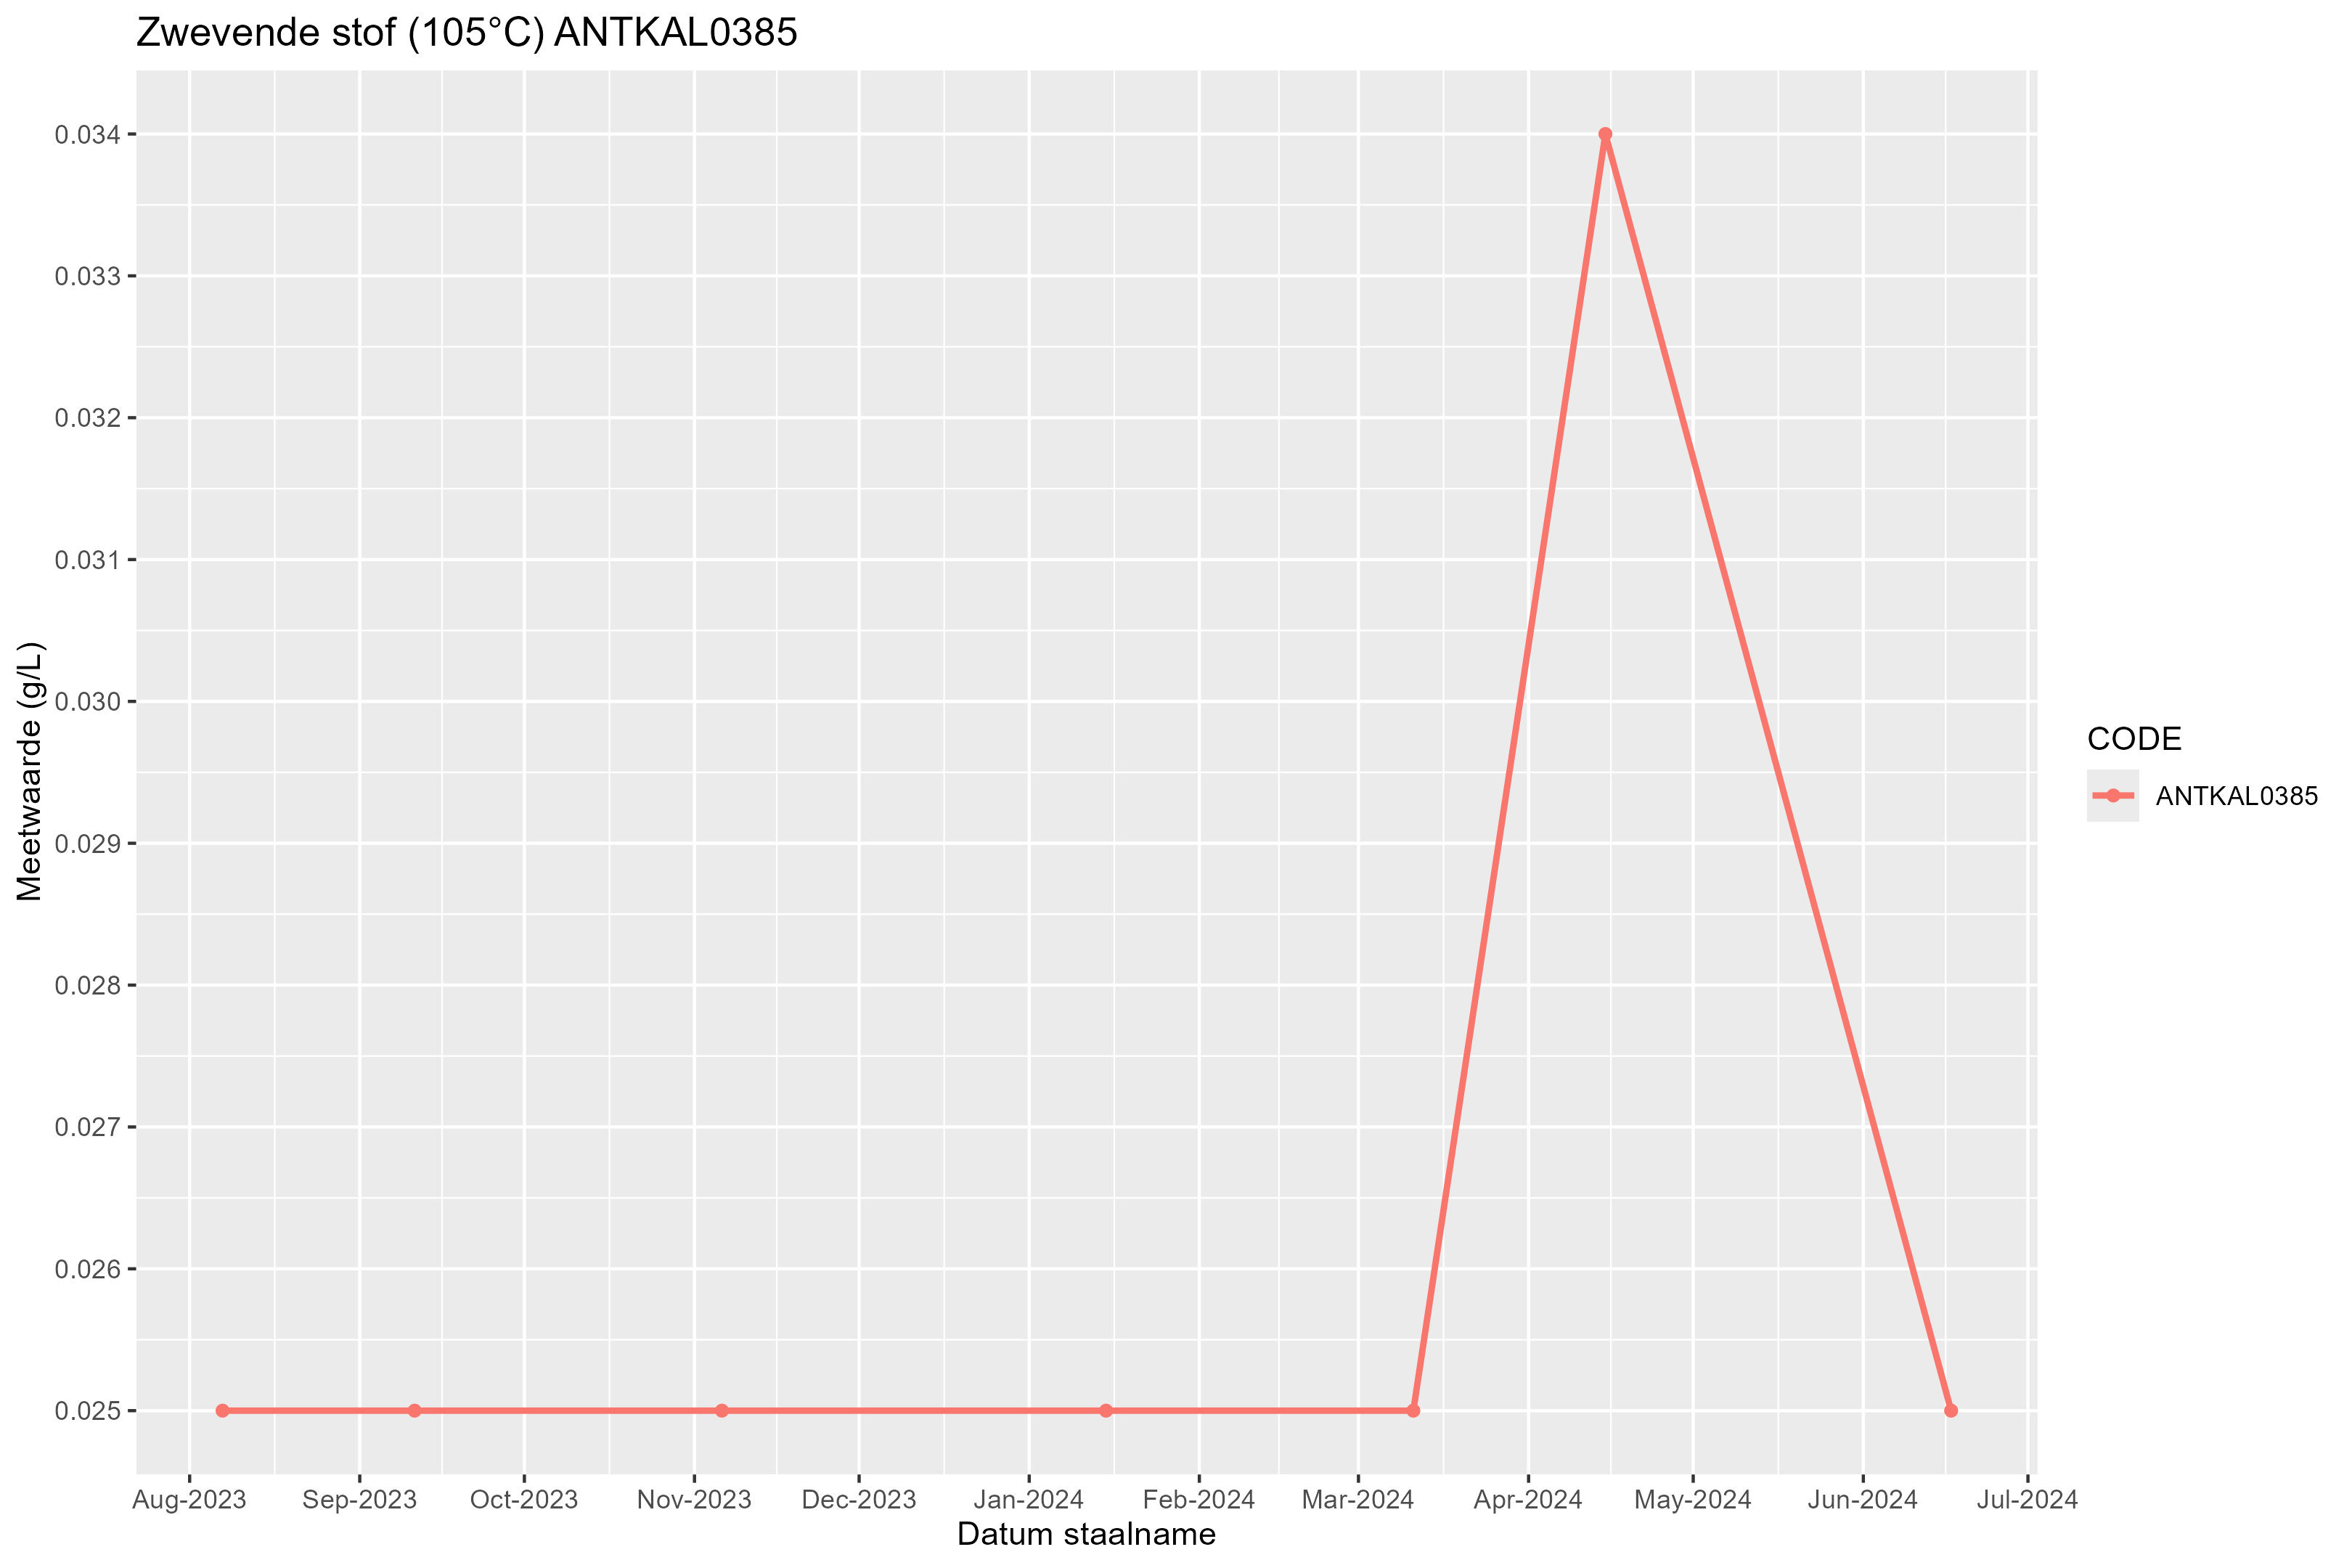 Zwevende stof (105°C) ANTKAL0385
0.034
0.033
0.032
0.031
0.030
0.029
0.028
0.027
0.026
0.025
Meetwaarde (g/L)
Aug-2023 Sep-2023 Oct-2023 Nov-2023 Dec-2023 Jan-2024 Feb-2024 Mar-2024 Apr-2024 May-2024 Jun-2024 Jul-2024
Datum staalname
CODE
ANTKAL0385